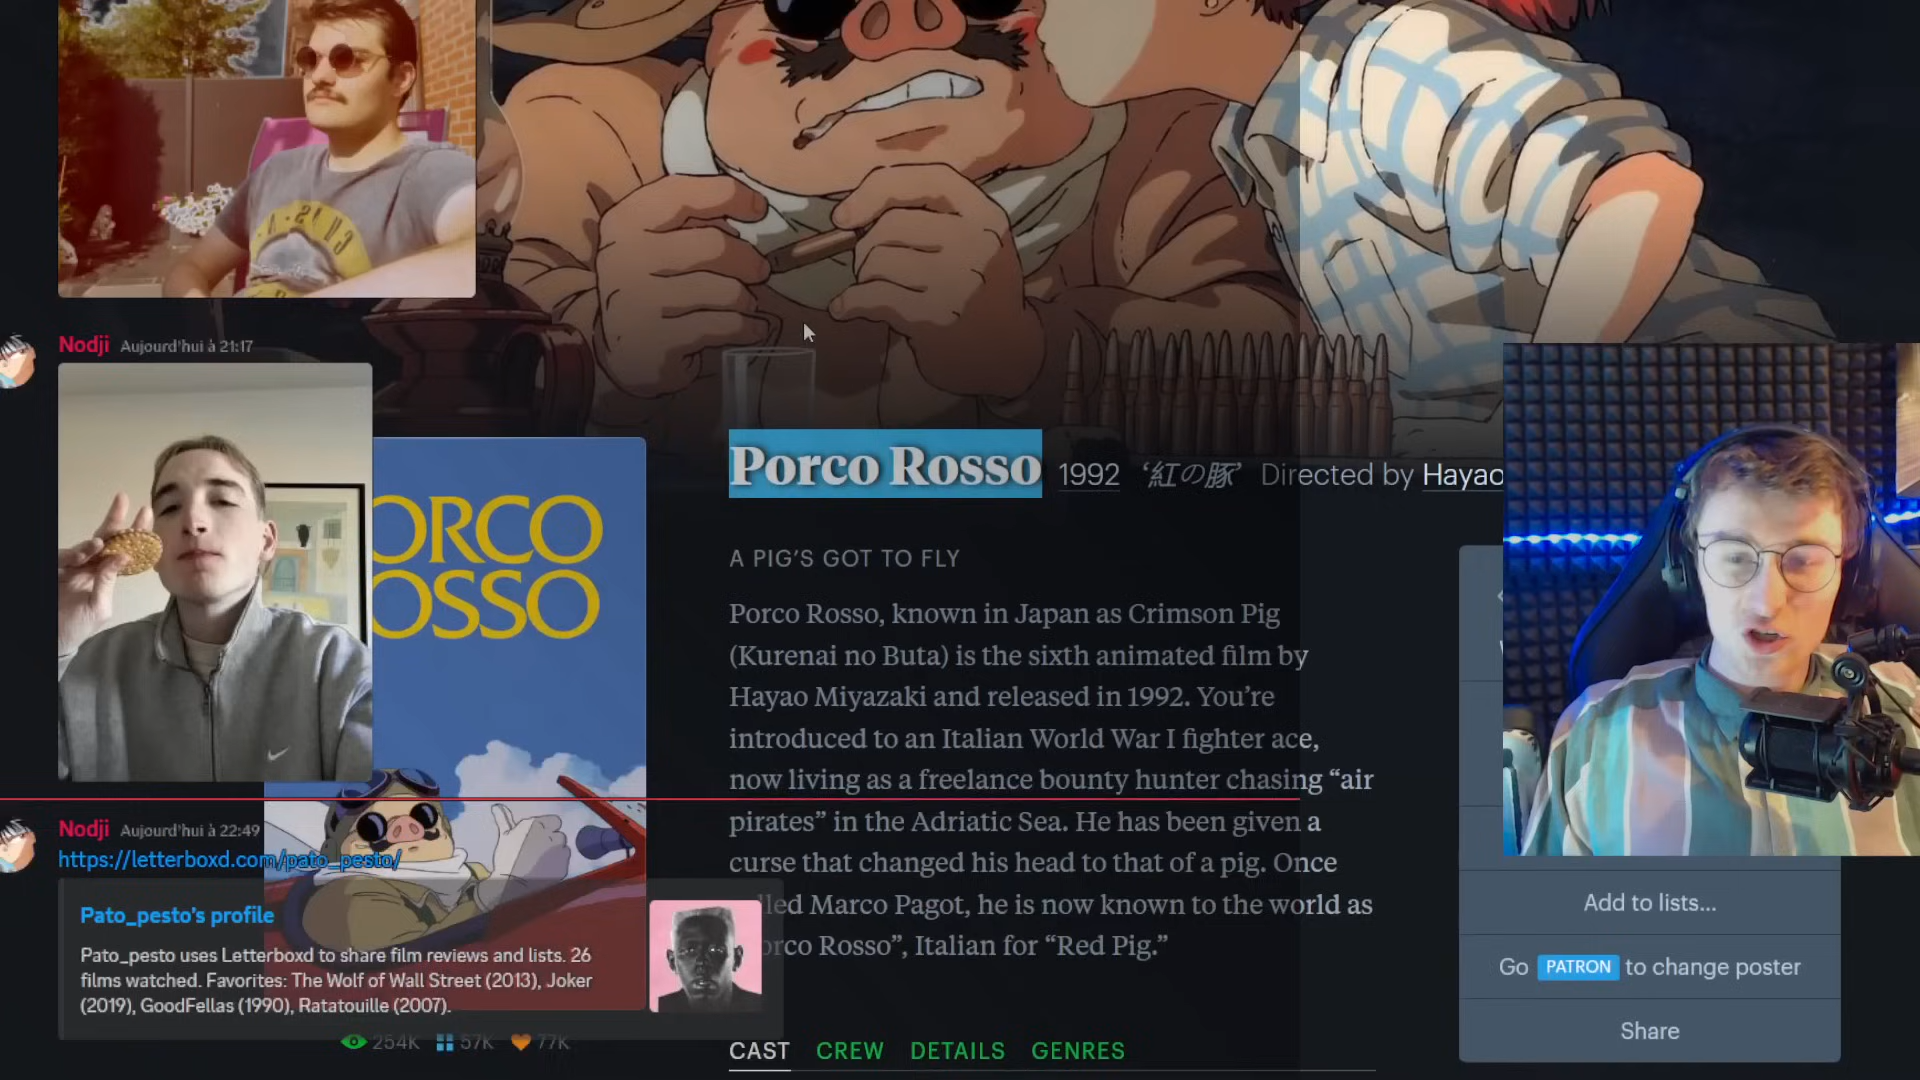 Nodji Aujourd'hui à 21:17
PORCO
ROSSO
Porco Rosso 1992 ‘紅の豚’ Directed by Hayao
A PIG’S GOT TO FLY
Porco Rosso, known in Japan as Crimson Pig
(Kurenai no Buta) is the sixth animated film by
Hayao Miyazaki and released in 1992. You’re
introduced to an Italian World War I fighter ace,
now living as a freelance bounty hunter chasing “air
pirates” in the Adriatic Sea. He has been given a
curse that changed his head to that of a pig. Once
Marco Pagot, he is now known to the world as
Rosso”, Italian for “Red Pig.”
Nodji Aujourd'hui à 22:49
https://letterboxd.com/pato_pesto/
Pato_pesto's profile
Pato_pesto uses Letterboxd to share film reviews and lists. 26
films watched. Favorites: The Wolf of Wall Street (2013), Joker
(2019), GoodFellas (1990), Ratatouille (2007).
254K 57K 77K
CAST CREW DETAILS GENRES
Add to lists...
Go PATRON to change poster
Share